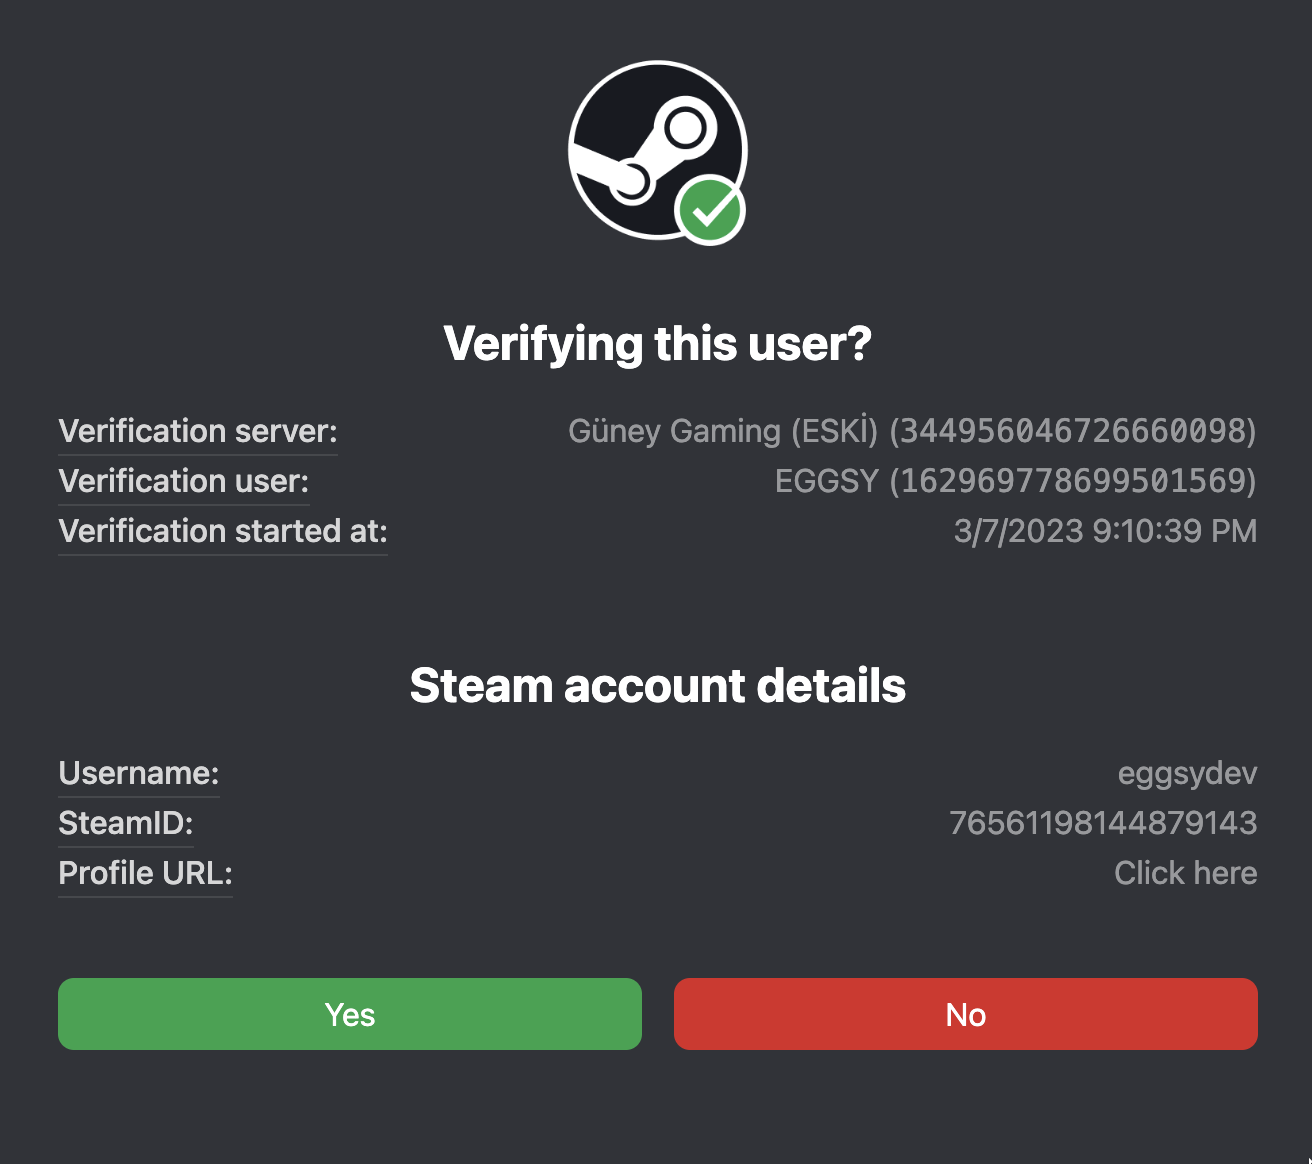 Verifying this user?
Verification server: Güney Gaming (ESKİ) (344956046726660098)
Verification user: EGGSY (162969778699501569)
Verification started at: 3/7/2023 9:10:39 PM
Steam account details
Username: eggsydev
SteamID: 76561198144879143
Profile URL: Click here
Yes No